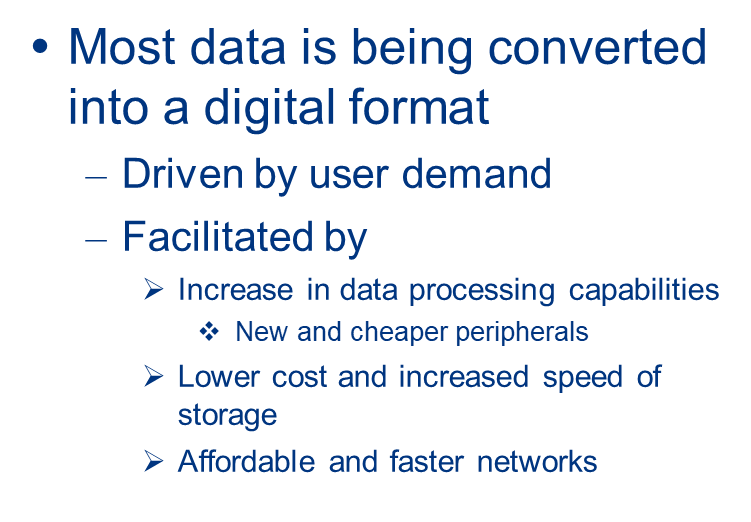 • Most data is being converted
into a digital format
– Driven by user demand
– Facilitated by
➢ Increase in data processing capabilities
❖ New and cheaper peripherals
➢ Lower cost and increased speed of
storage
➢ Affordable and faster networks